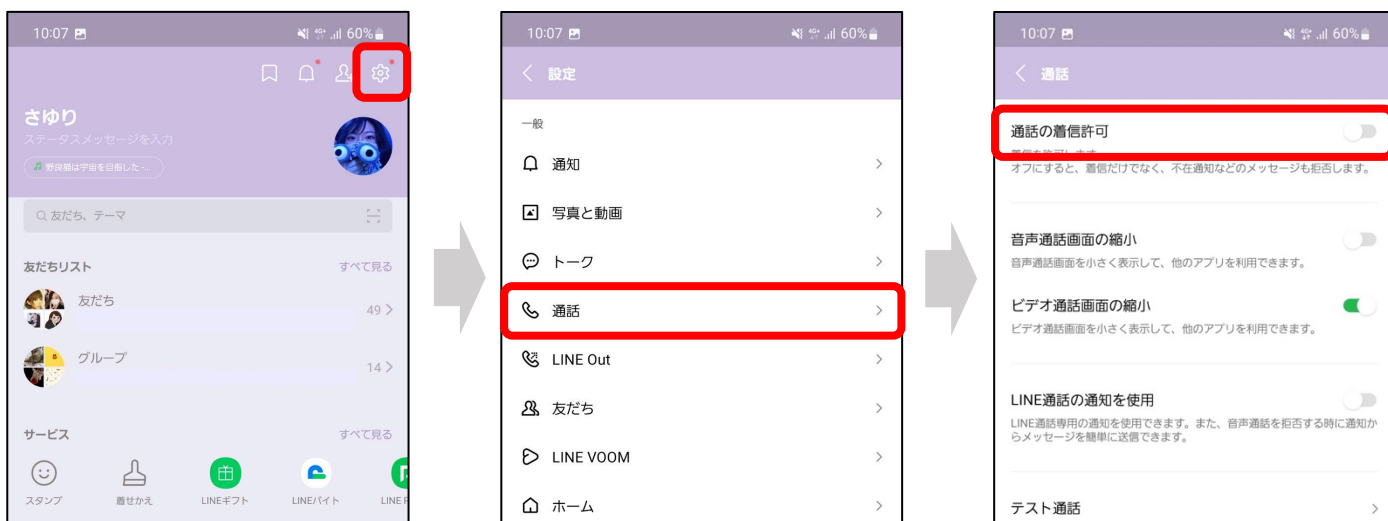 10:07
4G+
60%
さゆり
ステータスメッセージを入力
野良猫は宇宙を目指した -...
友だち、テーマ
友だちリスト
すべて見る
友だち
49
グループ
14
サービス
すべて見る
スタンプ
着せかえ
LINEギフト
LINEバイト
LINE
10:07
4G+
60%
設定
一般
通知
写真と動画
トーク
通話
LINE Out
友だち
LINE VOOM
ホーム
10:07
4G+
60%
通話
通話の着信許可
着信を許可します。
オフにすると、着信だけでなく、不在通知などのメッセージも拒否します。
音声通話画面の縮小
音声通話画面を小さく表示して、他のアプリを利用できます。
ビデオ通話画面の縮小
ビデオ通話画面を小さく表示して、他のアプリを利用できます。
LINE通話の通知を使用
LINE通話専用の通知を使用できます。また、音声通話を拒否する時に通知か
らメッセージを簡単に送信できます。
テスト通話